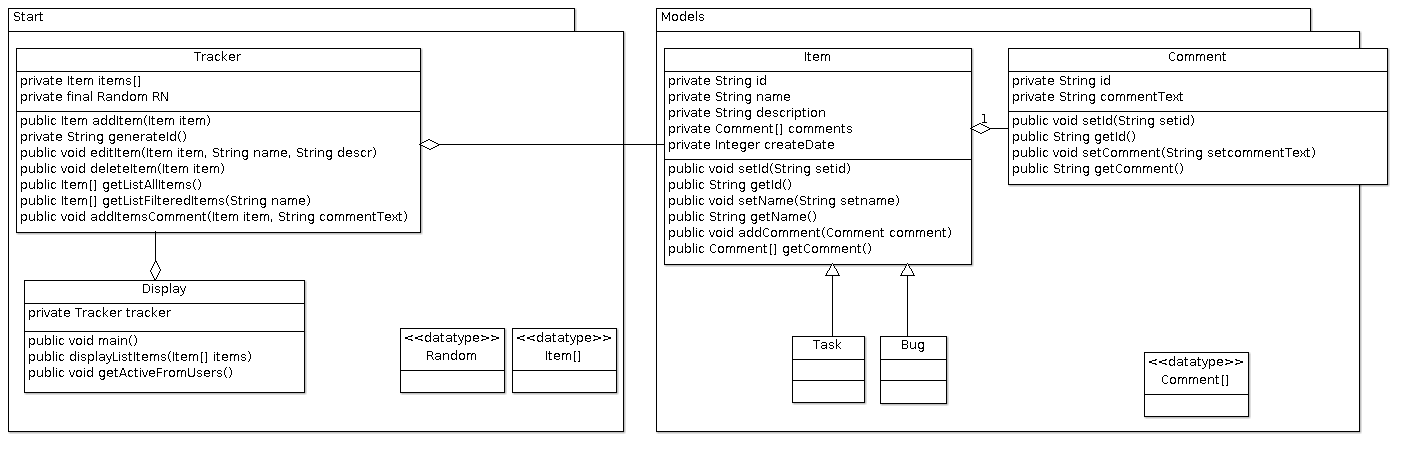 Start
Tracker
private Item items[]
private final Random RN
public Item addItem(Item item)
private String generateId()
public void editItem(Item item, String name, String descr)
public void deleteItem(Item item)
public Item[] getListAllItems()
public Item[] getListFilteredItems(String name)
public void addItemsComment(Item item, String commentText)
Display
private Tracker tracker
public void main()
public displayListItems(Item[] items)
public void getActiveFromUsers()
<<datatype>>
Random
<<datatype>>
Item[]
Models
Item
private String id
private String name
private String description
private Comment[] comments
private Integer createDate
public void setId(String setid)
public String getId()
public void setName(String setname)
public String getName()
public void addComment(Comment comment)
public Comment[] getComment()
1
Comment
private String id
private String commentText
public void setId(String setid)
public String getId()
public void setComment(String setcommentText)
public String getComment()
Task
Bug
<<datatype>>
Comment[]